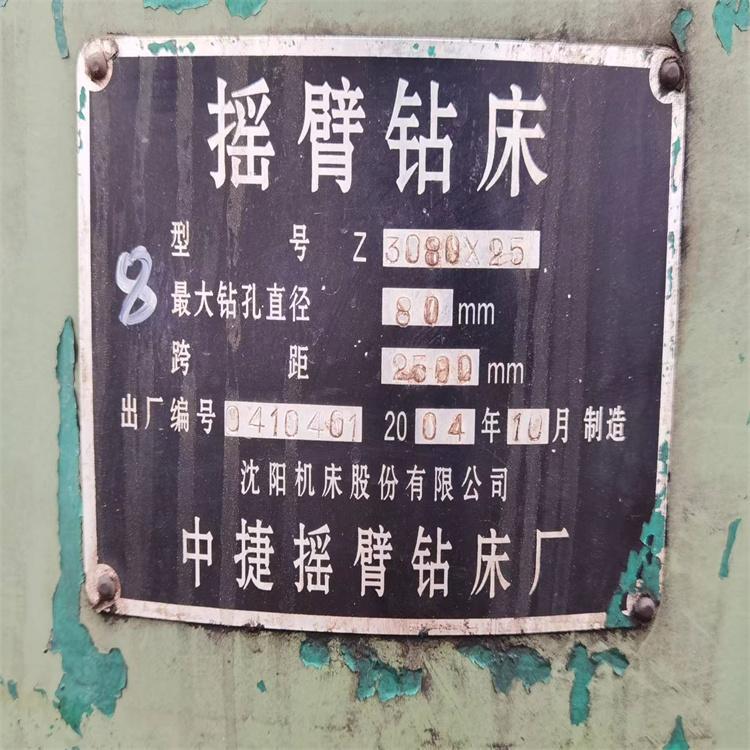 摇臂钻床
型号 Z 3080X25
8
最大钻孔直径 80 mm
跨距 2500 mm
出厂编号 0410401 2004年10月制造
沈阳机床股份有限公司
中捷摇臂钻床厂